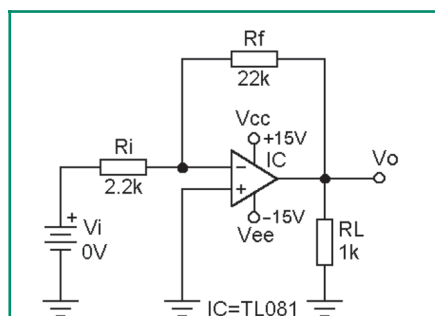 Rf
22k
Vcc
+15V
Ri
IC
Vo
2.2k
−
+
+
Vi
0V
−15V
Vee
RL
1k
IC=TL081